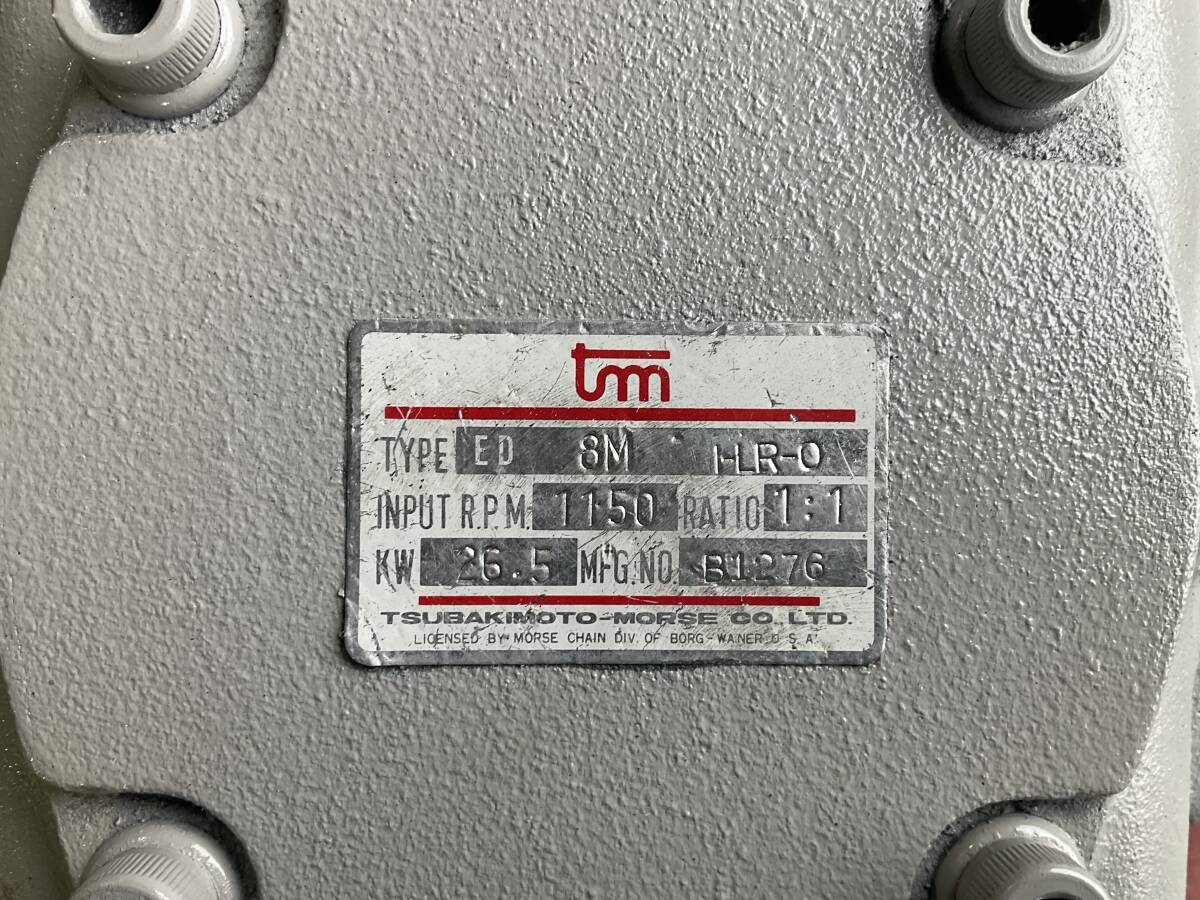 tm
TYPE ED 8M 1-LR-O
INPUT R.P.M. 1150 RATIO 1:1
KW 26.5 MFG.NO. B1276
TSUBAKIMOTO-MORSE CO.,LTD.
LICENSED BY MORSE CHAIN DIV. OF BORG-WANER U.S.A.